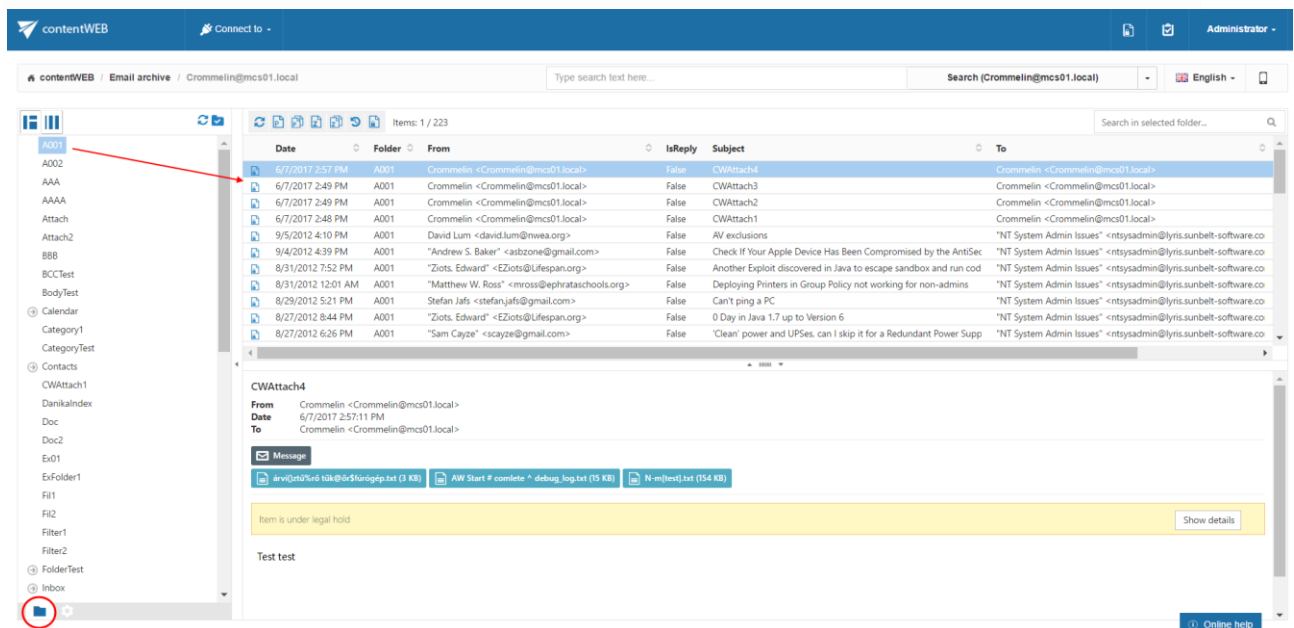 contentWEB Connect to Administrator
contentWEB / Email archive / Crommelin@mcs01.local Type search text here... Search (Crommelin@mcs01.local) English
Items: 1 / 223 Search in selected folder...
Date Folder From IsReply Subject To
6/7/2017 2:57 PM A001 Crommelin <Crommelin@mcs01.local> False CWAttach4 Crommelin <Crommelin@mcs01.local>
6/7/2017 2:49 PM A001 Crommelin <Crommelin@mcs01.local> False CWAttach3 Crommelin <Crommelin@mcs01.local>
6/7/2017 2:49 PM A001 Crommelin <Crommelin@mcs01.local> False CWAttach2 Crommelin <Crommelin@mcs01.local>
6/7/2017 2:48 PM A001 Crommelin <Crommelin@mcs01.local> False CWAttach1 Crommelin <Crommelin@mcs01.local>
9/5/2012 4:10 PM A001 David Lum <david.lum@nwea.org> False AV exclusions "NT System Admin Issues" <ntsysadmin@lyris.sunbelt-software.co
9/4/2012 4:39 PM A001 "Andrew S. Baker" <asbzone@gmail.com> False Check If Your Apple Device Has Been Compromised by the AntiSec "NT System Admin Issues" <ntsysadmin@lyris.sunbelt-software.co
8/31/2012 7:52 PM A001 "Ziots, Edward" <EZiots@Lifespan.org> False Another Exploit discovered in Java to escape sandbox and run cod "NT System Admin Issues" <ntsysadmin@lyris.sunbelt-software.co
8/31/2012 12:01 AM A001 "Matthew W. Ross" <mross@ephrataschools.org> False Deploying Printers in Group Policy not working for non-admins "NT System Admin Issues" <ntsysadmin@lyris.sunbelt-software.co
8/29/2012 5:21 PM A001 Stefan Jafs <stefan.jafs@gmail.com> False Can't ping a PC "NT System Admin Issues" <ntsysadmin@lyris.sunbelt-software.co
8/27/2012 8:44 PM A001 "Ziots, Edward" <EZiots@Lifespan.org> False 0 Day in Java 1.7 up to Version 6 "NT System Admin Issues" <ntsysadmin@lyris.sunbelt-software.co
8/27/2012 6:26 PM A001 "Sam Cayze" <scayze@gmail.com> False 'Clean' power and UPSes, can I skip it for a Redundant Power Supp "NT System Admin Issues" <ntsysadmin@lyris.sunbelt-software.co
A001
A002
AAA
AAAA
Attach
Attach2
BBB
BCCTest
BodyTest
Calendar
Category1
CategoryTest
Contacts
CWAttach1
DanikaIndex
Doc
Doc2
Ex01
ExFolder1
Fil1
Fil2
Filter1
Filter2
FolderTest
Inbox
CWAttach4
From Crommelin <Crommelin@mcs01.local>
Date 6/7/2017 2:57:11 PM
To Crommelin <Crommelin@mcs01.local>
Message
árví()ztű%rő tük@ör$fúrógép.txt (3 KB) AW Start # comlete ^ debug_log.txt (15 KB) N-m[test].txt (154 KB)
Item is under legal hold Show details
Test test
Online help